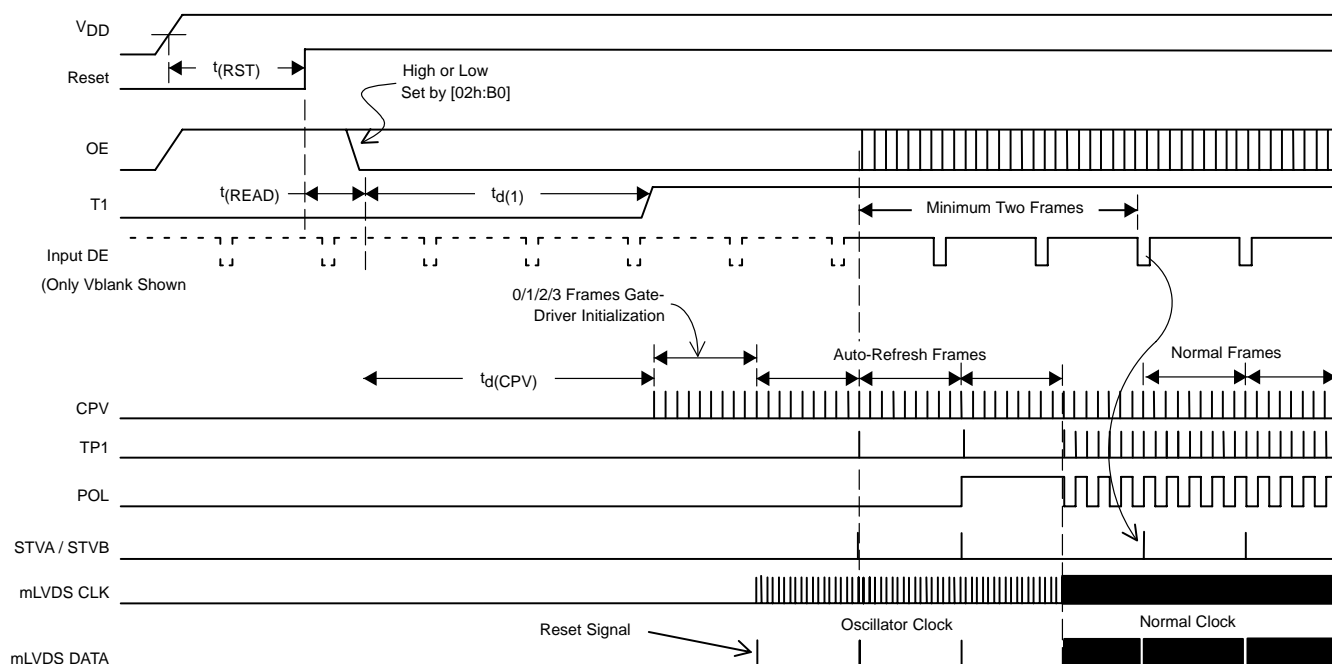 VDD
t(RST)
Reset
High or Low
Set by [02h:B0]
OE
t(READ)
td(1)
T1
Minimum Two Frames
Input DE
(Only Vblank Shown
0/1/2/3 Frames Gate-
Driver Initialization
Auto-Refresh Frames
Normal Frames
td(CPV)
CPV
TP1
POL
STVA / STVB
mLVDS CLK
Reset Signal
Oscillator Clock
Normal Clock
mLVDS DATA